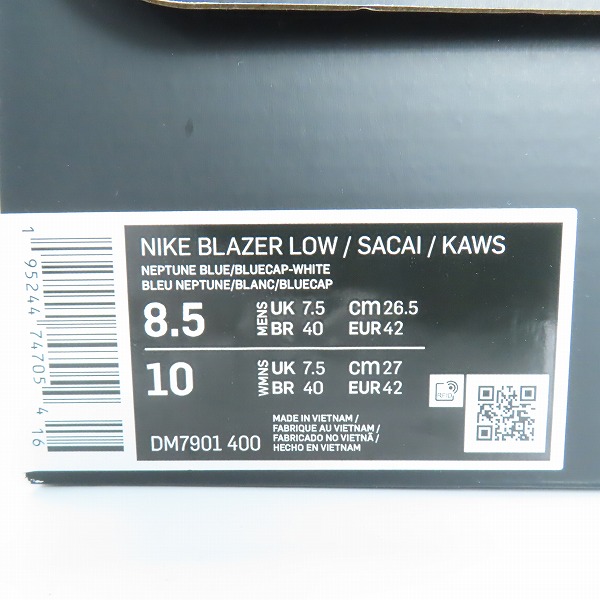 NIKE BLAZER LOW / SACAI / KAWS
NEPTUNE BLUE/BLUECAP-WHITE
BLEU NEPTUNE/BLANC/BLUECAP
8.5 MENS UK 7.5 CM 26.5
BR 40 EUR 42
10 WMNS UK 7.5 CM 27
BR 40 EUR 42
RFID
DM7901 400
MADE IN VIETNAM /
FABRIQUE AU VIETNAM /
FABRICADO NO VIETNÃ /
HECHO EN VIETNAM
1 95244 74705 4 16